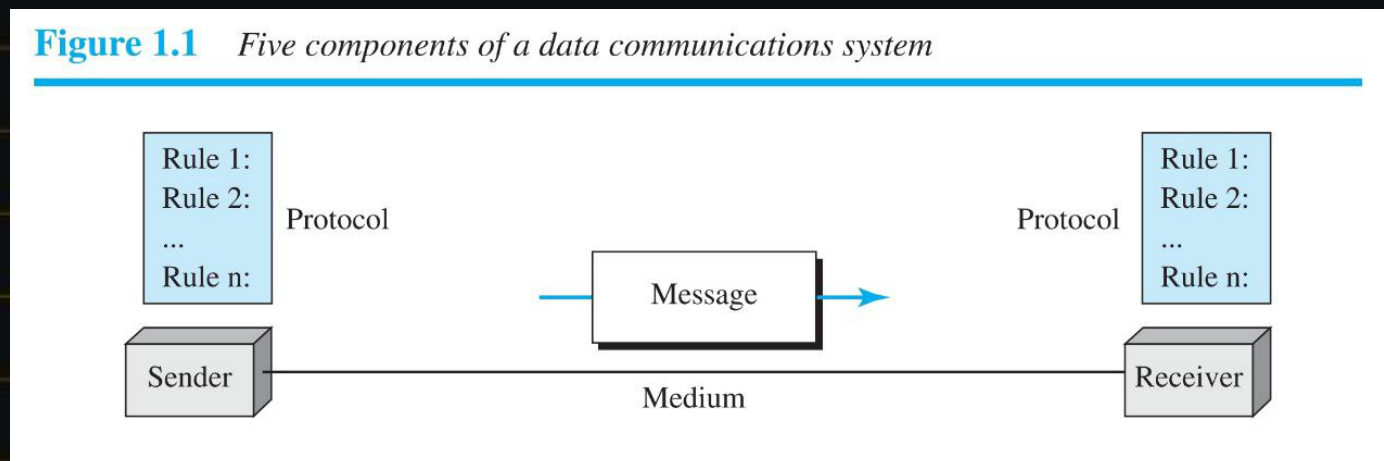 Figure 1.1 Five components of a data communications system
Rule 1:
Rule 2:
...
Rule n:
Protocol
Protocol
Rule 1:
Rule 2:
...
Rule n:
Message
Sender
Medium
Receiver